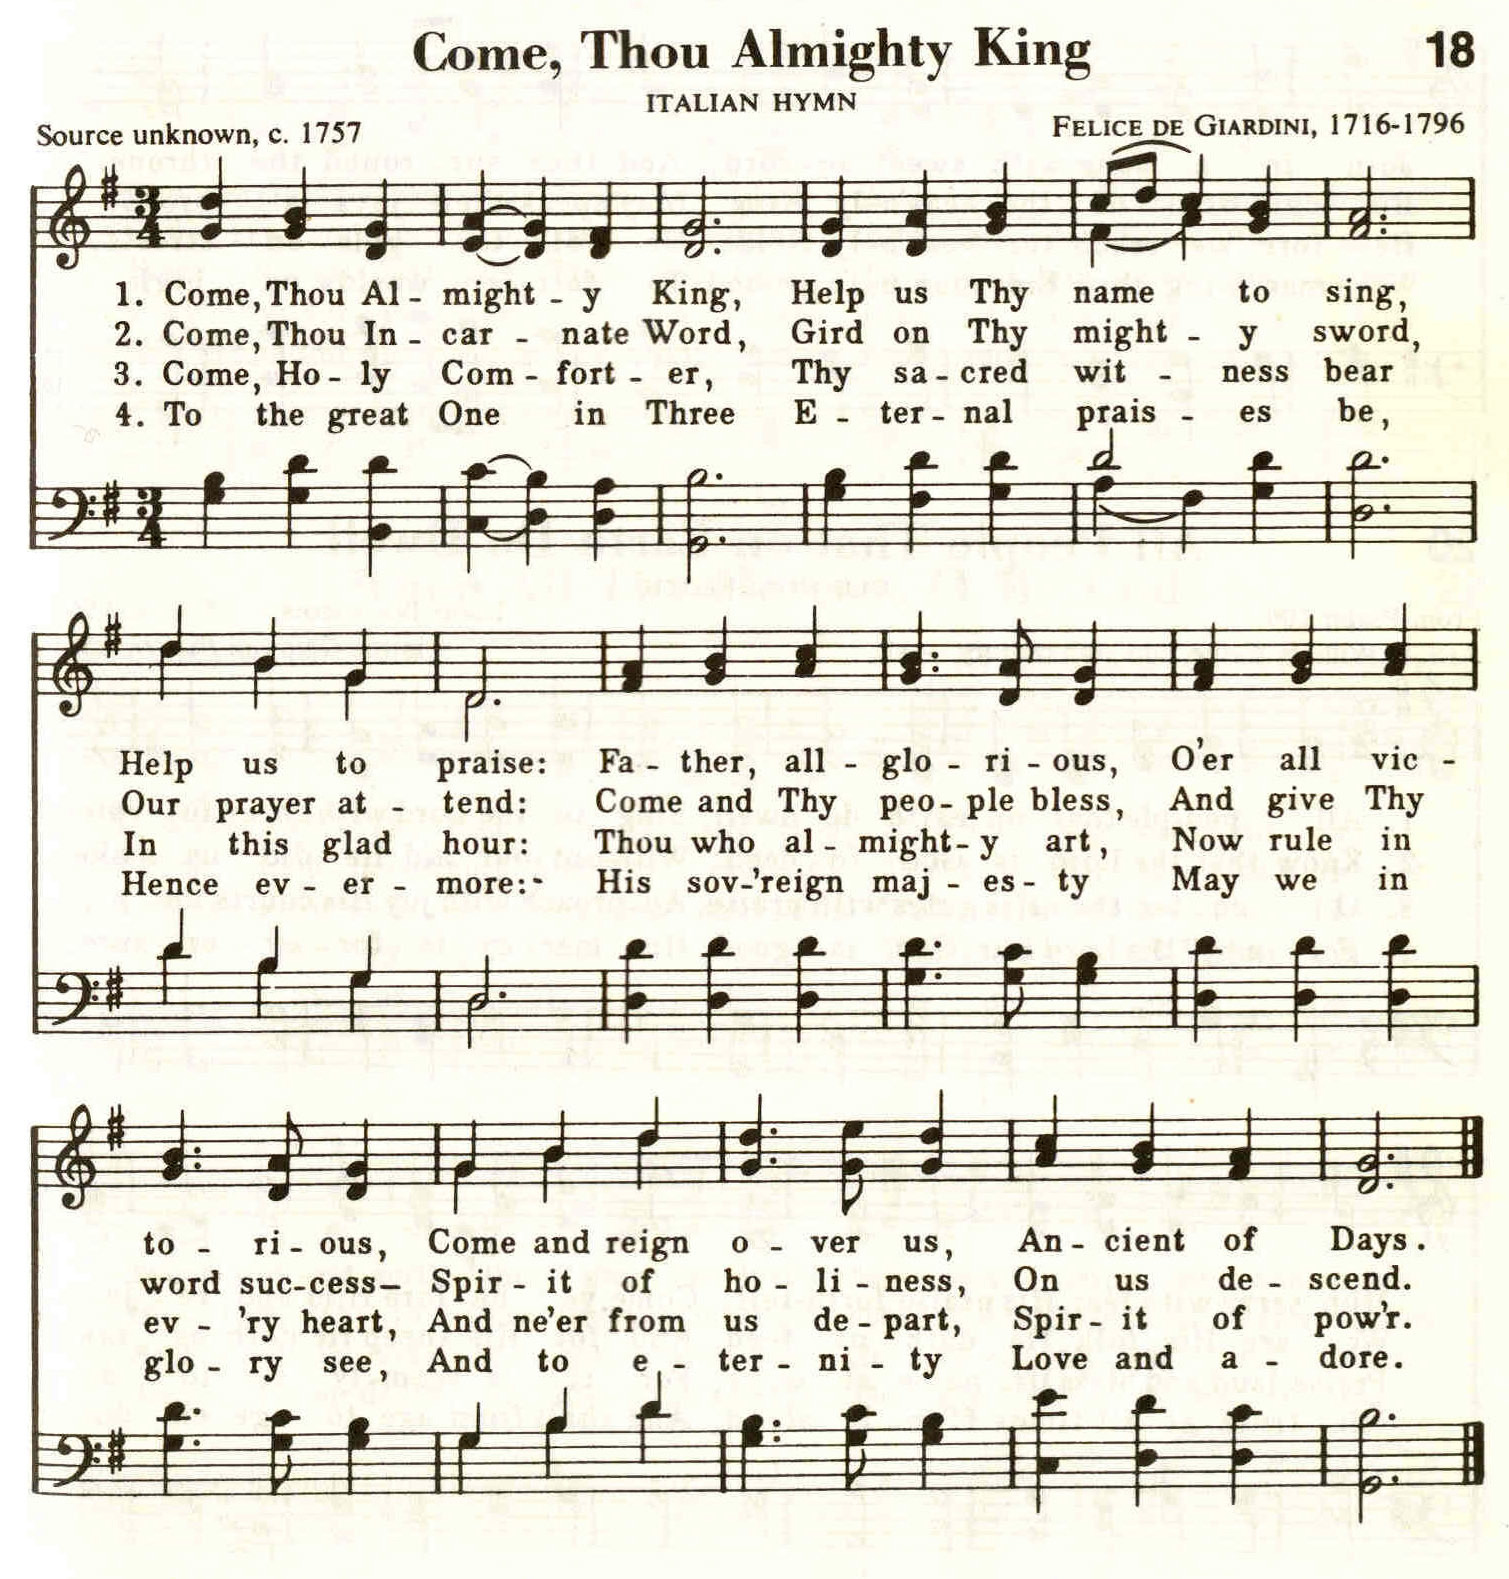 Come, Thou Almighty King 18
ITALIAN HYMN
Source unknown, c. 1757 FELICE DE GIARDINI, 1716-1796
1. Come, Thou Al - might - y King, Help us Thy name to sing,
2. Come, Thou In - car - nate Word, Gird on Thy might - y sword,
3. Come, Ho - ly Com - fort - er, Thy sa - cred wit - ness bear
4. To the great One in Three E - ter - nal prais - es be,
Help us to praise: Fa - ther, all - glo - ri - ous, O'er all vic -
Our prayer at - tend: Come and Thy peo - ple bless, And give Thy
In this glad hour: Thou who al - might - y art, Now rule in
Hence ev - er - more: His sov-'reign maj - es - ty May we in
to - ri - ous, Come and reign o - ver us, An - cient of Days.
word suc-cess— Spir - it of ho - li - ness, On us de - scend.
ev - 'ry heart, And ne'er from us de - part, Spir - it of pow'r.
glo - ry see, And to e - ter - ni - ty Love and a - dore.